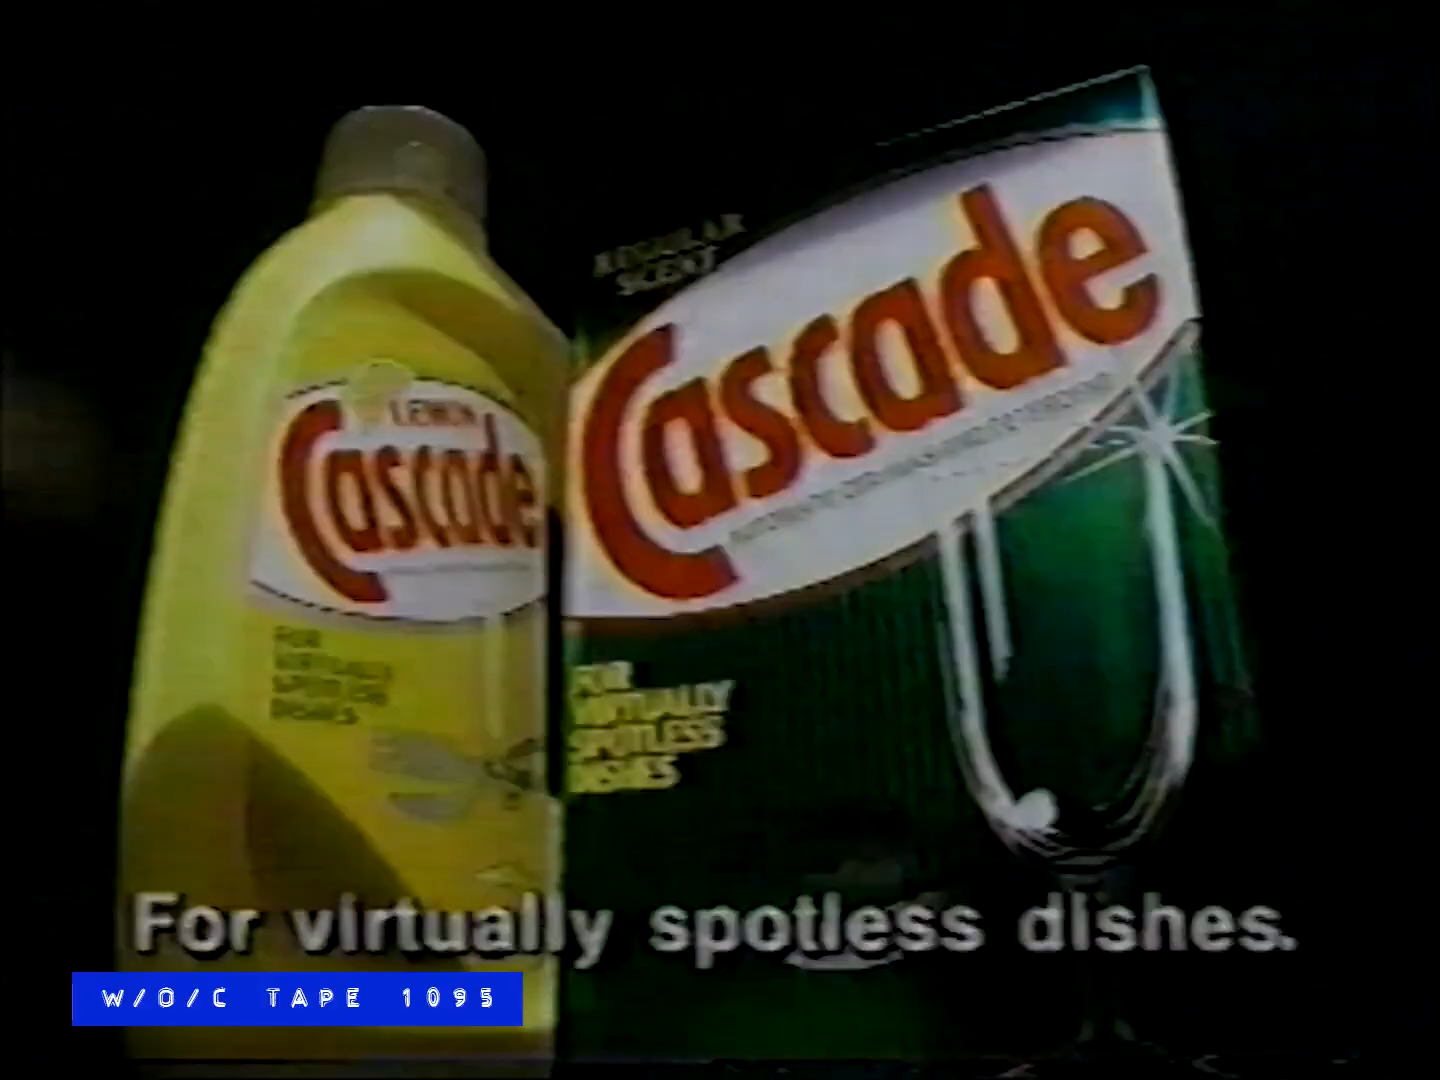 REGULAR
SCENT
Cascade
LEMON
Cascade
FOR
VIRTUALLY
SPOTLESS
DISHES
FOR
VIRTUALLY
SPOTLESS
DISHES
For virtually spotless dishes.
W/O/C TAPE 1095